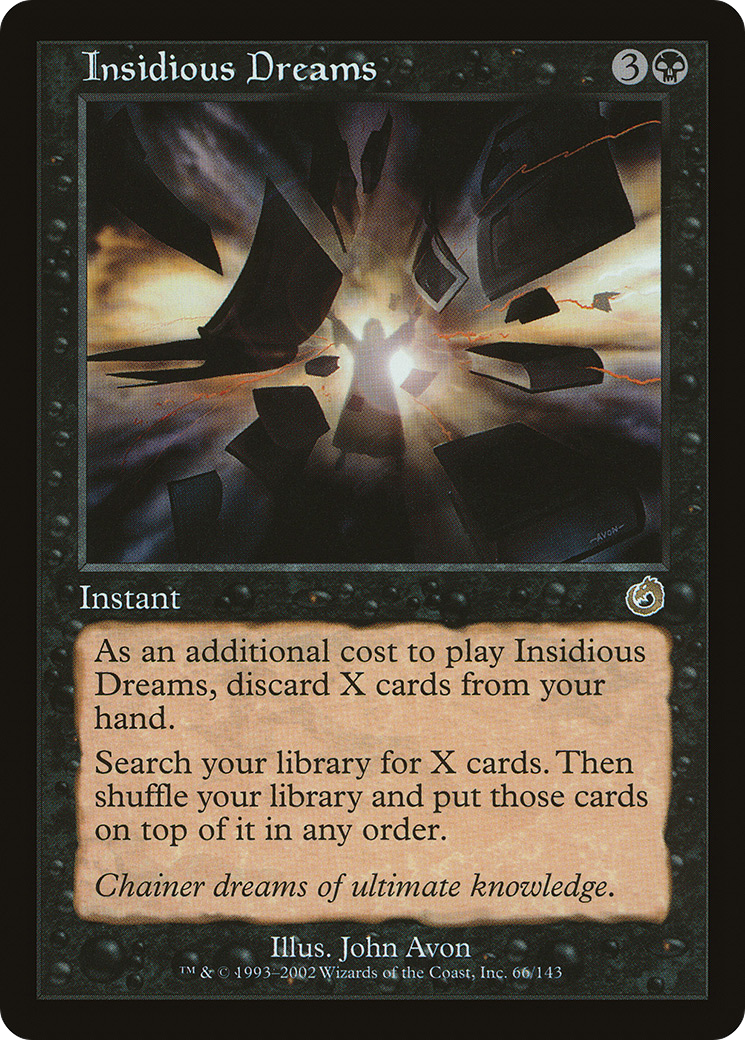 Insidious Dreams 3
~AVON~
Instant
As an additional cost to play Insidious
Dreams, discard X cards from your
hand.
Search your library for X cards. Then
shuffle your library and put those cards
on top of it in any order.
Chainer dreams of ultimate knowledge.
Illus. John Avon
™ & © 1993–2002 Wizards of the Coast, Inc. 66/143